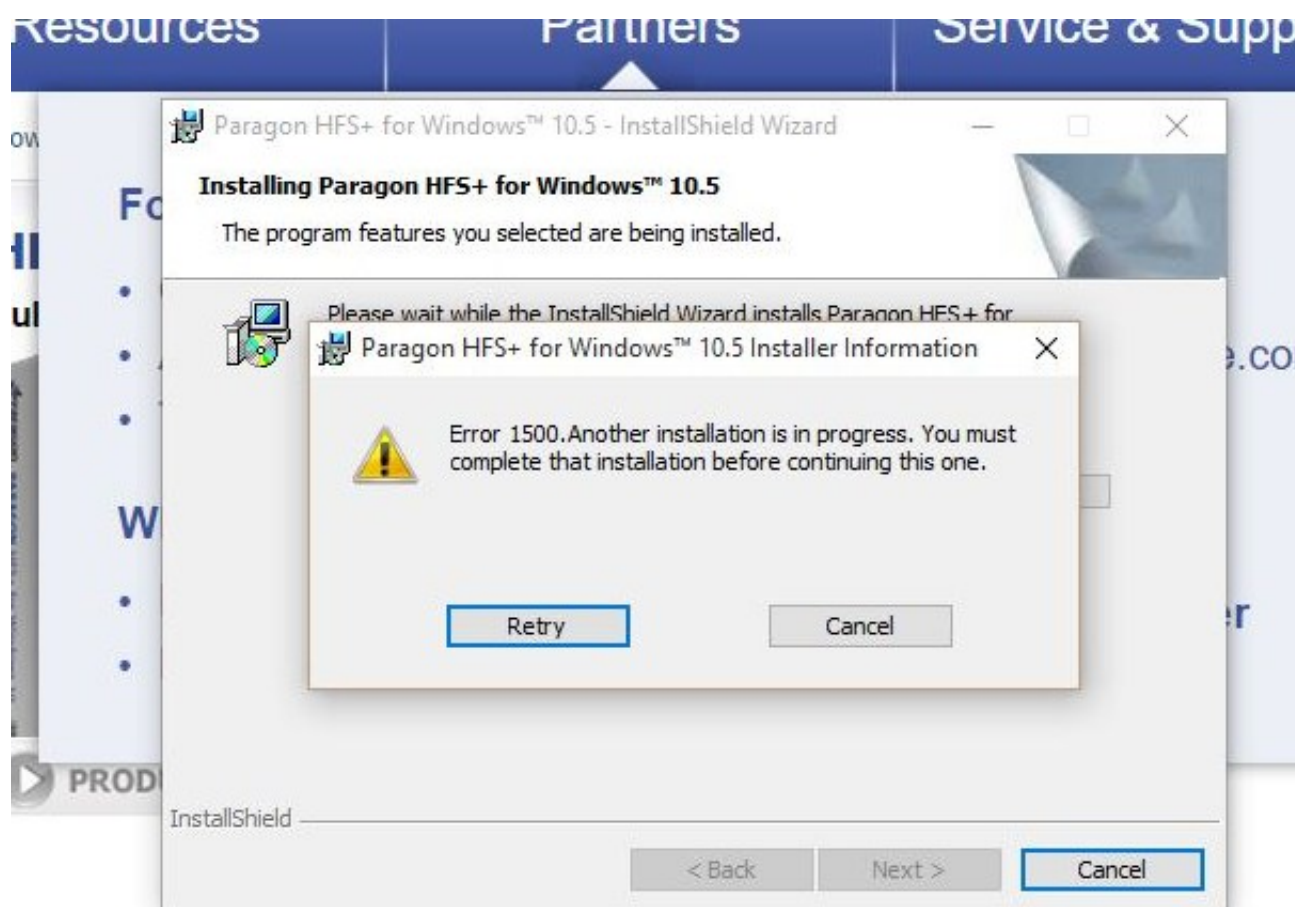 Resources Partners Service & Supp
Paragon HFS+ for Windows™ 10.5 - InstallShield Wizard
Installing Paragon HFS+ for Windows™ 10.5
The program features you selected are being installed.
Please wait while the InstallShield Wizard installs Paragon HFS+ for
Paragon HFS+ for Windows™ 10.5 Installer Information
Error 1500.Another installation is in progress. You must
complete that installation before continuing this one.
Retry Cancel
PROD
InstallShield
< Back Next > Cancel